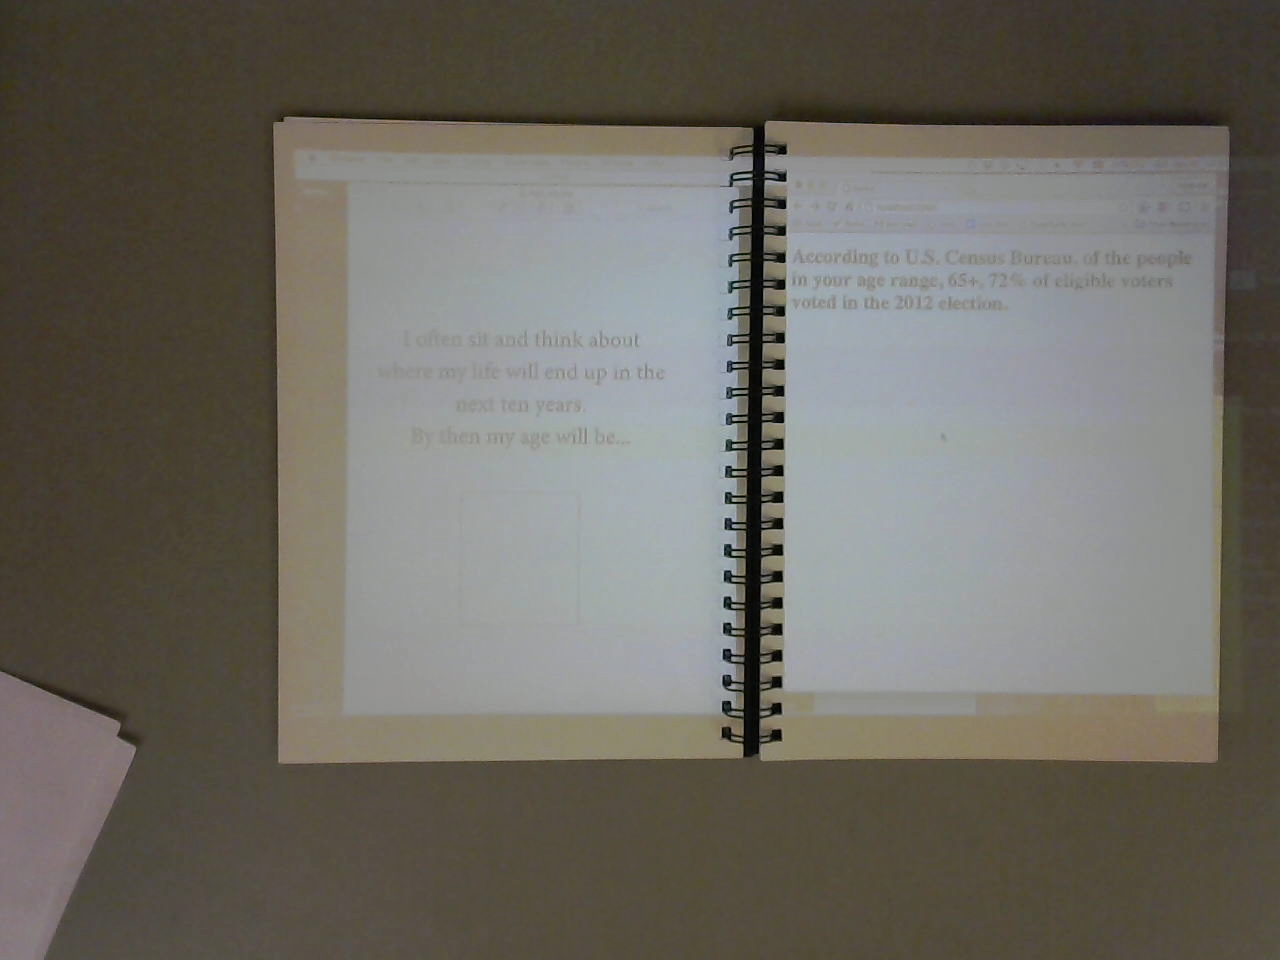 I often sit and think about
where my life will end up in the
next ten years.
By then my age will be...
According to U.S. Census Bureau, of the people
in your age range, 65+, 72% of eligible voters
voted in the 2012 election.